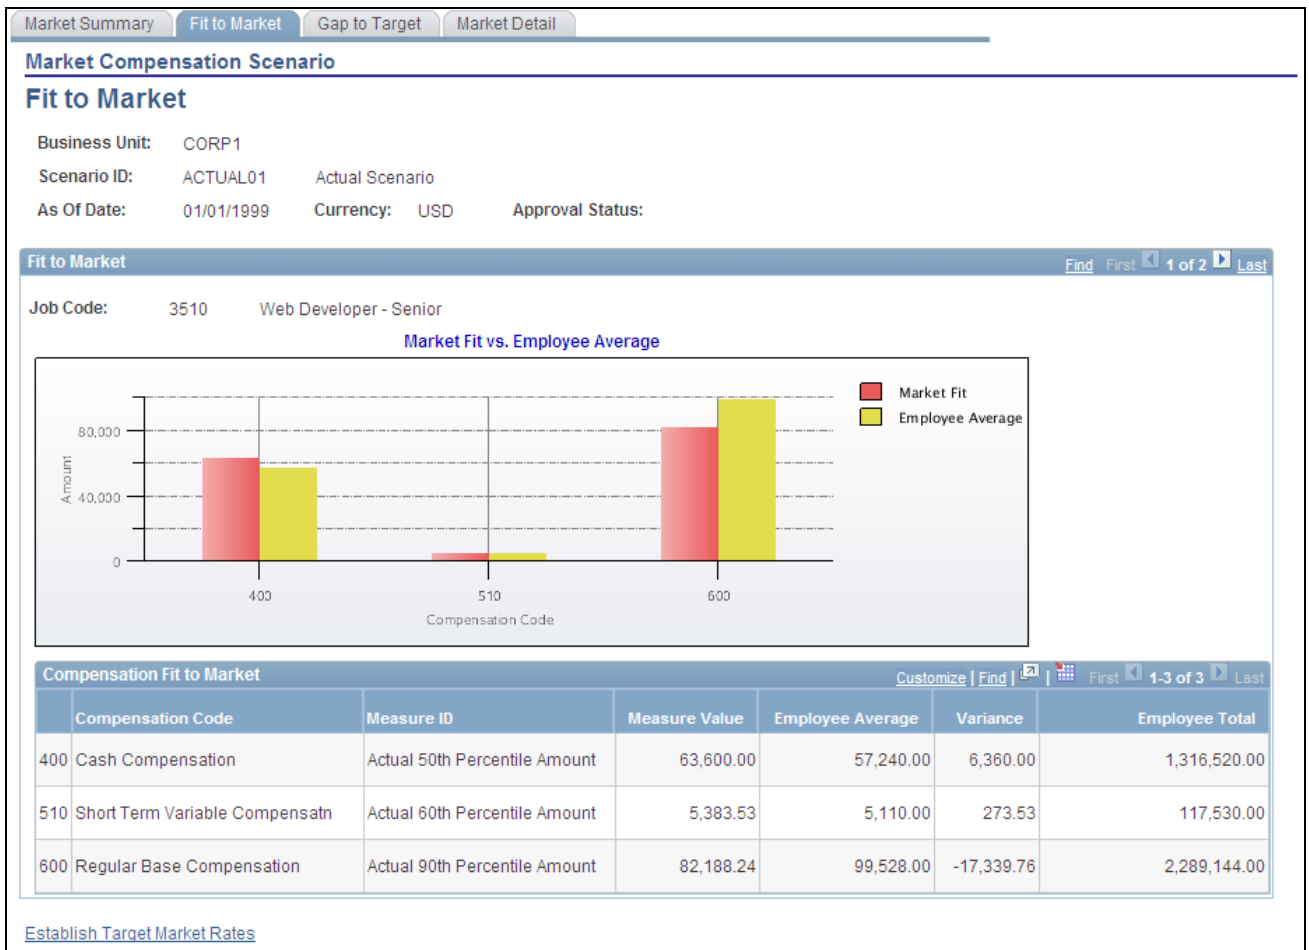 Market Summary Fit to Market Gap to Target Market Detail
Market Compensation Scenario
Fit to Market
Business Unit: CORP1
Scenario ID: ACTUAL01 Actual Scenario
As Of Date: 01/01/1999 Currency: USD Approval Status:
Fit to Market Find First 1 of 2 Last
Job Code: 3510 Web Developer - Senior
Market Fit vs. Employee Average
Market Fit
Employee Average
80,000
40,000
0
Amount
400 510 600
Compensation Code
Compensation Fit to Market Customize | Find | | First 1-3 of 3 Last
Compensation Code Measure ID Measure Value Employee Average Variance Employee Total
400 Cash Compensation Actual 50th Percentile Amount 63,600.00 57,240.00 6,360.00 1,316,520.00
510 Short Term Variable Compensatn Actual 60th Percentile Amount 5,383.53 5,110.00 273.53 117,530.00
600 Regular Base Compensation Actual 90th Percentile Amount 82,188.24 99,528.00 -17,339.76 2,289,144.00
Establish Target Market Rates